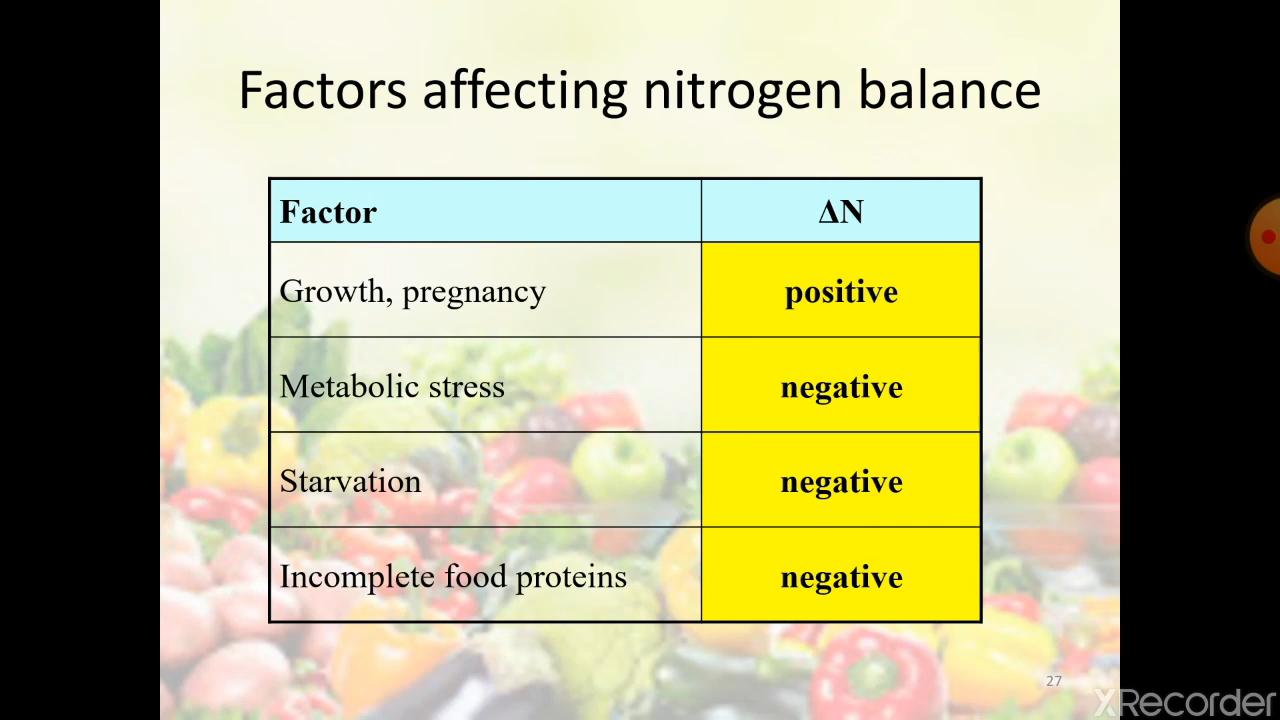 Factors affecting nitrogen balance
Factor ΔN
Growth, pregnancy positive
Metabolic stress negative
Starvation negative
Incomplete food proteins negative
27
XRecorder